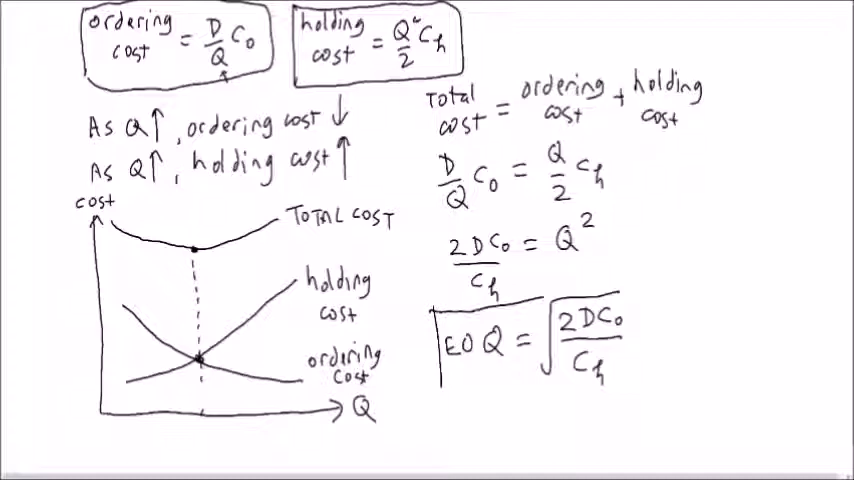 ordering cost = D/Q C₀
holding cost = Q/2 Cₕ
Total cost = ordering cost + holding cost
As Q↑, ordering cost ↓
As Q↑, holding cost ↑
D/Q C₀ = Q/2 Cₕ
2DC₀/Cₕ = Q²
EOQ = √(2DC₀/Cₕ)
cost
TOTAL COST
holding cost
ordering cost
Q